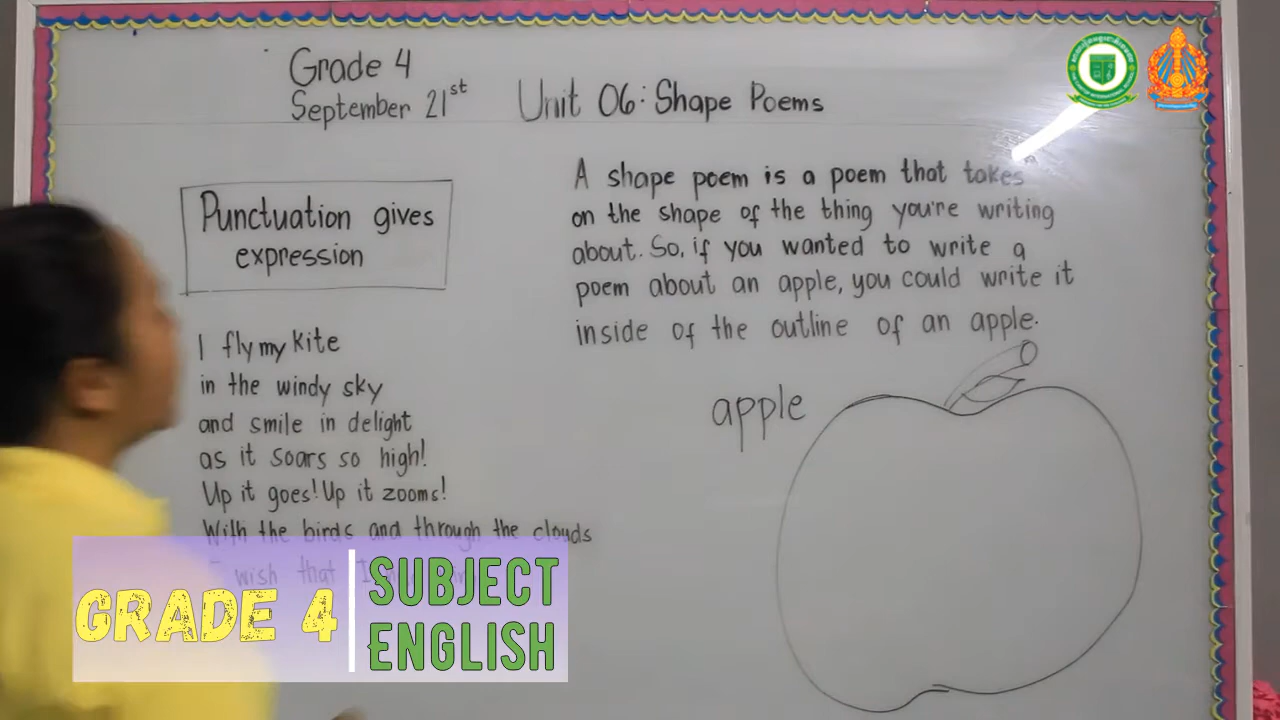 Grade 4
September 21st
Unit 06: Shape Poems
Punctuation gives
expression
I fly my kite
in the windy sky
and smile in delight
as it soars so high!
Up it goes! Up it zooms!
With the birds and through the clouds
wish that I
A shape poem is a poem that takes
on the shape of the thing you're writing
about. So, if you wanted to write a
poem about an apple, you could write it
inside of the outline of an apple.
apple
GRADE 4
SUBJECT
ENGLISH